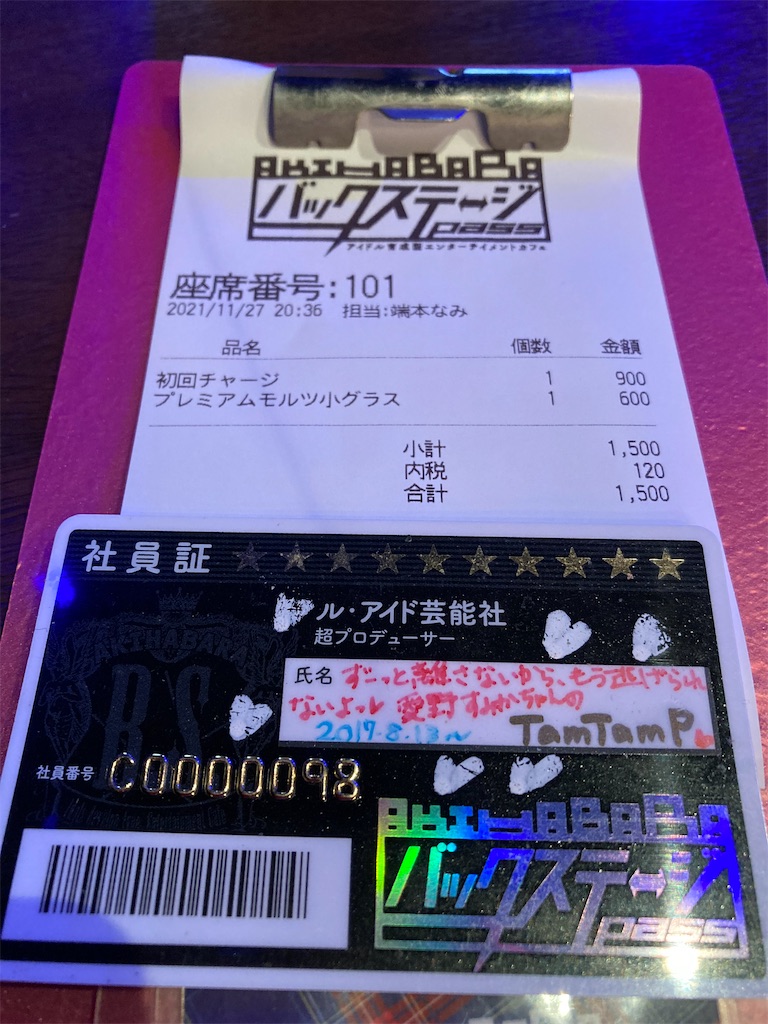 AKIHABARA
バックステージ
pass
アイドル育成型エンターテイメントカフェ
座席番号:101
2021/11/27 20:36 担当:端本なみ
品名 個数 金額
初回チャージ 1 900
プレミアムモルツ小グラス 1 600
小計 1,500
内税 120
合計 1,500
社員証
ル・アイド芸能社
超プロデューサー
氏名 ずーっと離さないから、もう逃げられ
ないよッ♪ 愛野すみかちゃんの
2017.8.13~ TamTamP
AKIHABARA
B S
社員番号 C0000098
AKIHABARA
バックステージ
pass